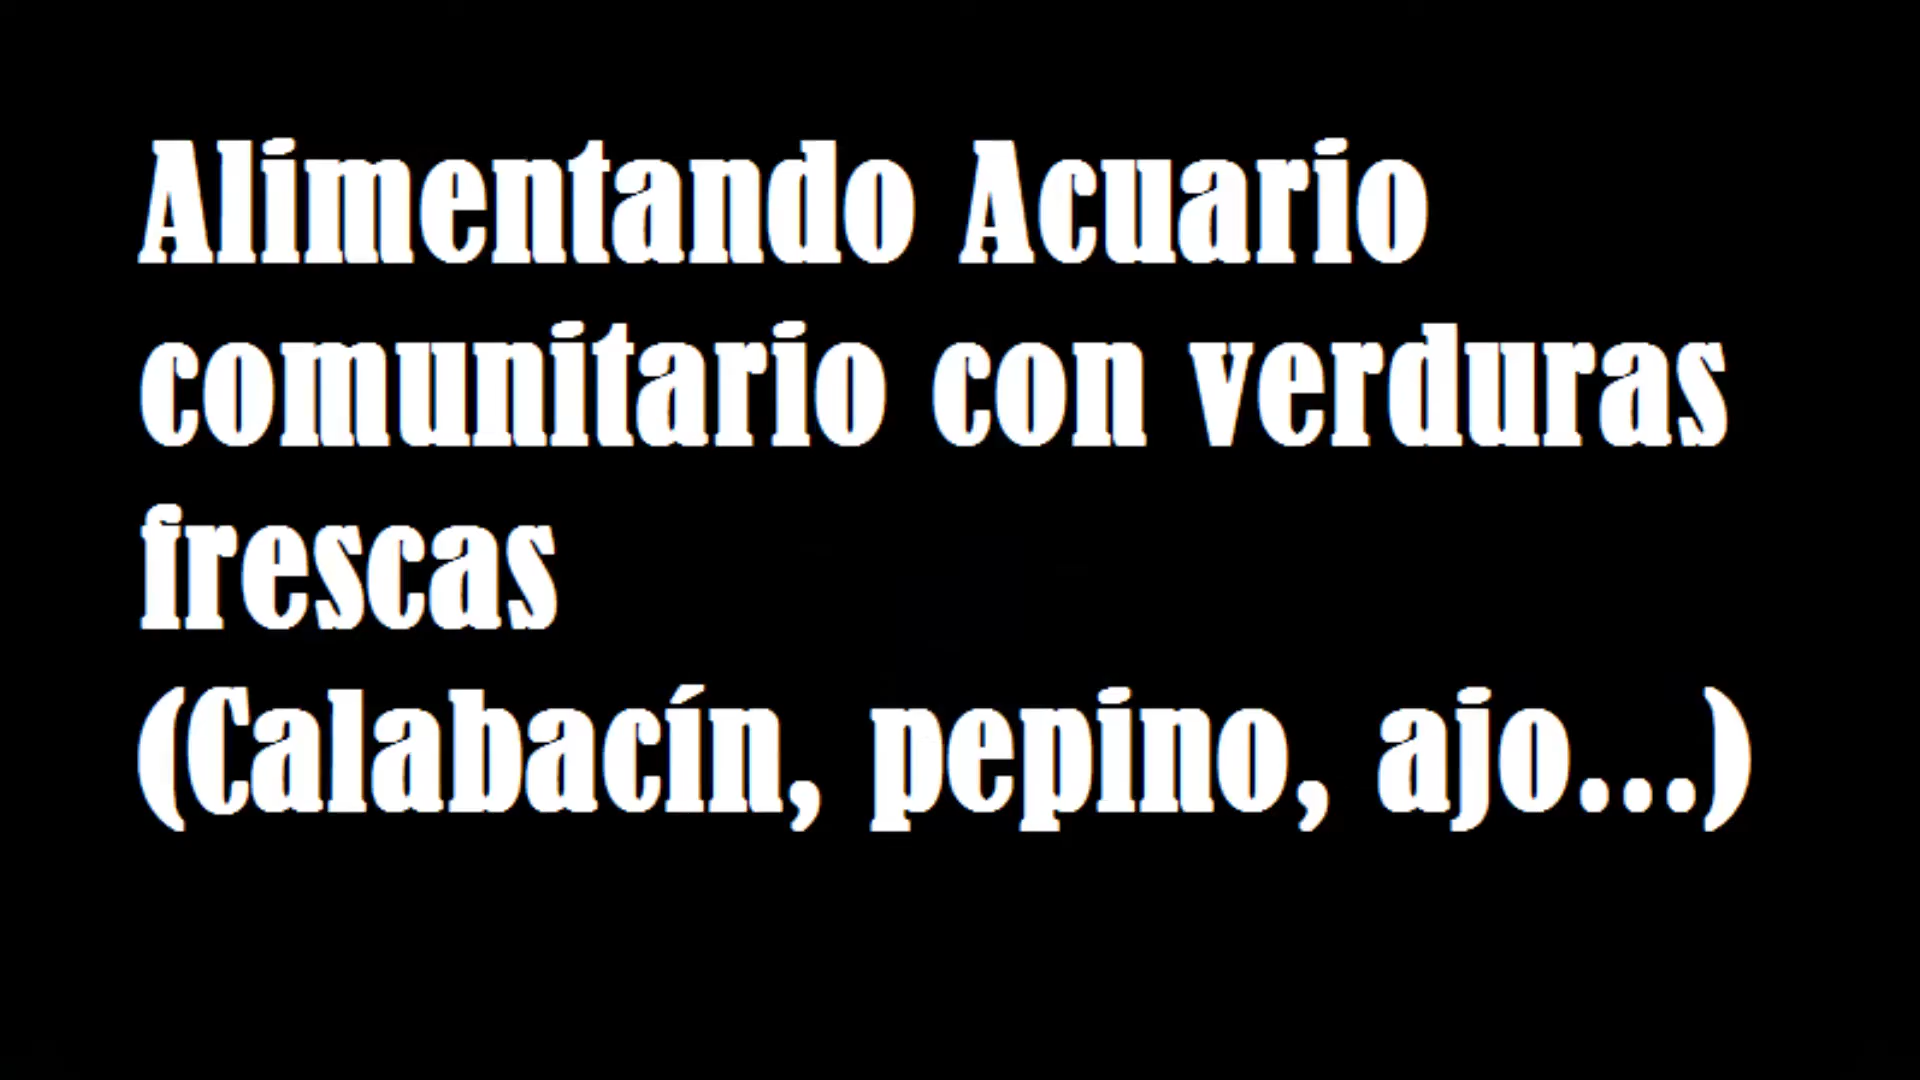 Alimentando Acuario
comunitario con verduras
frescas
(Calabacín, pepino, ajo...)